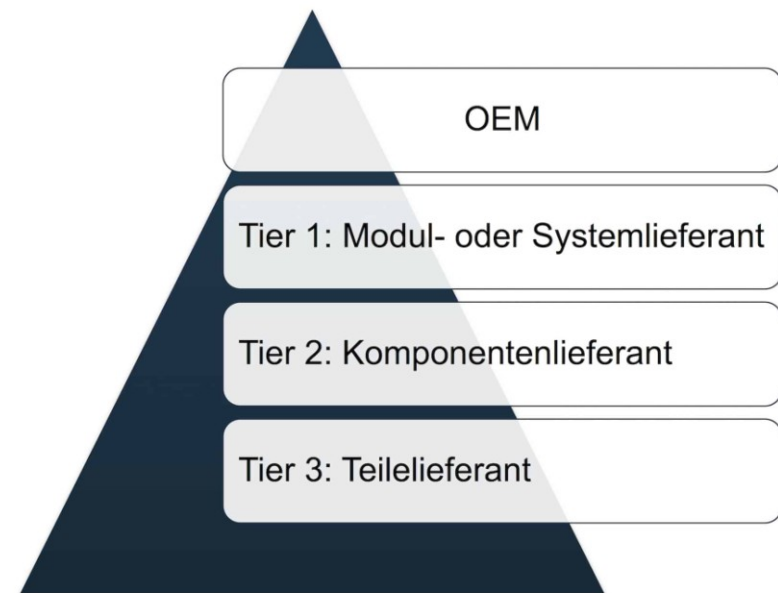 OEM
Tier 1: Modul- oder Systemlieferant
Tier 2: Komponentenlieferant
Tier 3: Teilelieferant